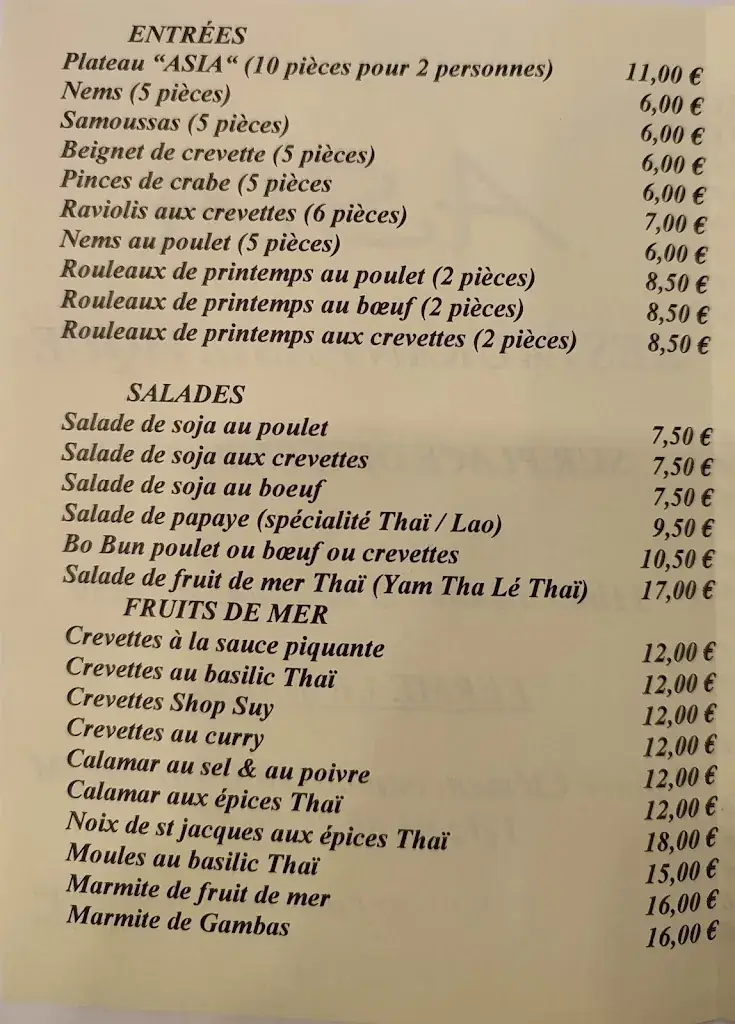 ENTRÉES
Plateau “ASIA“ (10 pièces pour 2 personnes) 11,00 €
Nems (5 pièces) 6,00 €
Samoussas (5 pièces) 6,00 €
Beignet de crevette (5 pièces) 6,00 €
Pinces de crabe (5 pièces 6,00 €
Raviolis aux crevettes (6 pièces) 7,00 €
Nems au poulet (5 pièces) 6,00 €
Rouleaux de printemps au poulet (2 pièces) 8,50 €
Rouleaux de printemps au bœuf (2 pièces) 8,50 €
Rouleaux de printemps aux crevettes (2 pièces) 8,50 €
SALADES
Salade de soja au poulet 7,50 €
Salade de soja aux crevettes 7,50 €
Salade de soja au boeuf 7,50 €
Salade de papaye (spécialité Thaï / Lao) 9,50 €
Bo Bun poulet ou bœuf ou crevettes 10,50 €
Salade de fruit de mer Thaï (Yam Tha Lé Thaï) 17,00 €
FRUITS DE MER
Crevettes à la sauce piquante 12,00 €
Crevettes au basilic Thaï 12,00 €
Crevettes Shop Suy 12,00 €
Crevettes au curry 12,00 €
Calamar au sel & au poivre 12,00 €
Calamar aux épices Thaï 12,00 €
Noix de st jacques aux épices Thaï 18,00 €
Moules au basilic Thaï 15,00 €
Marmite de fruit de mer 16,00 €
Marmite de Gambas 16,00 €